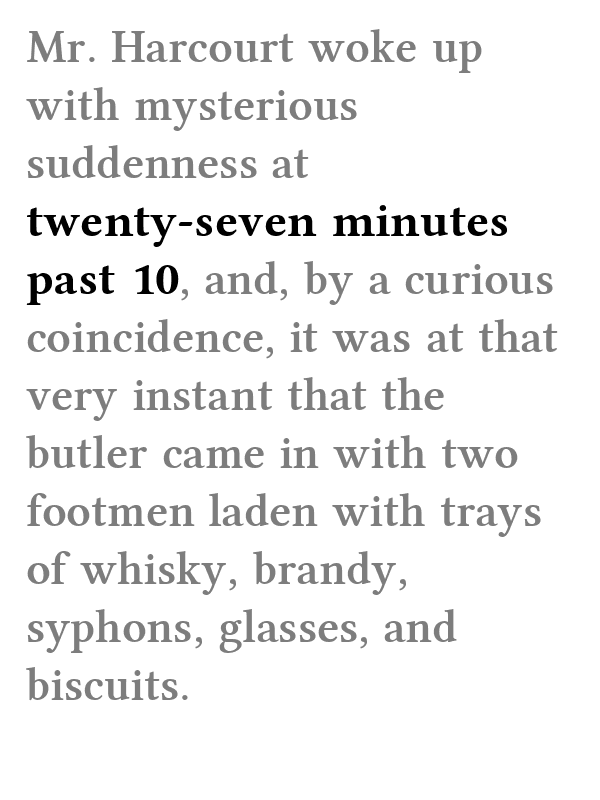 Mr. Harcourt woke up
with mysterious
suddenness at
twenty-seven minutes
past 10, and, by a curious
coincidence, it was at that
very instant that the
butler came in with two
footmen laden with trays
of whisky, brandy,
syphons, glasses, and
biscuits.